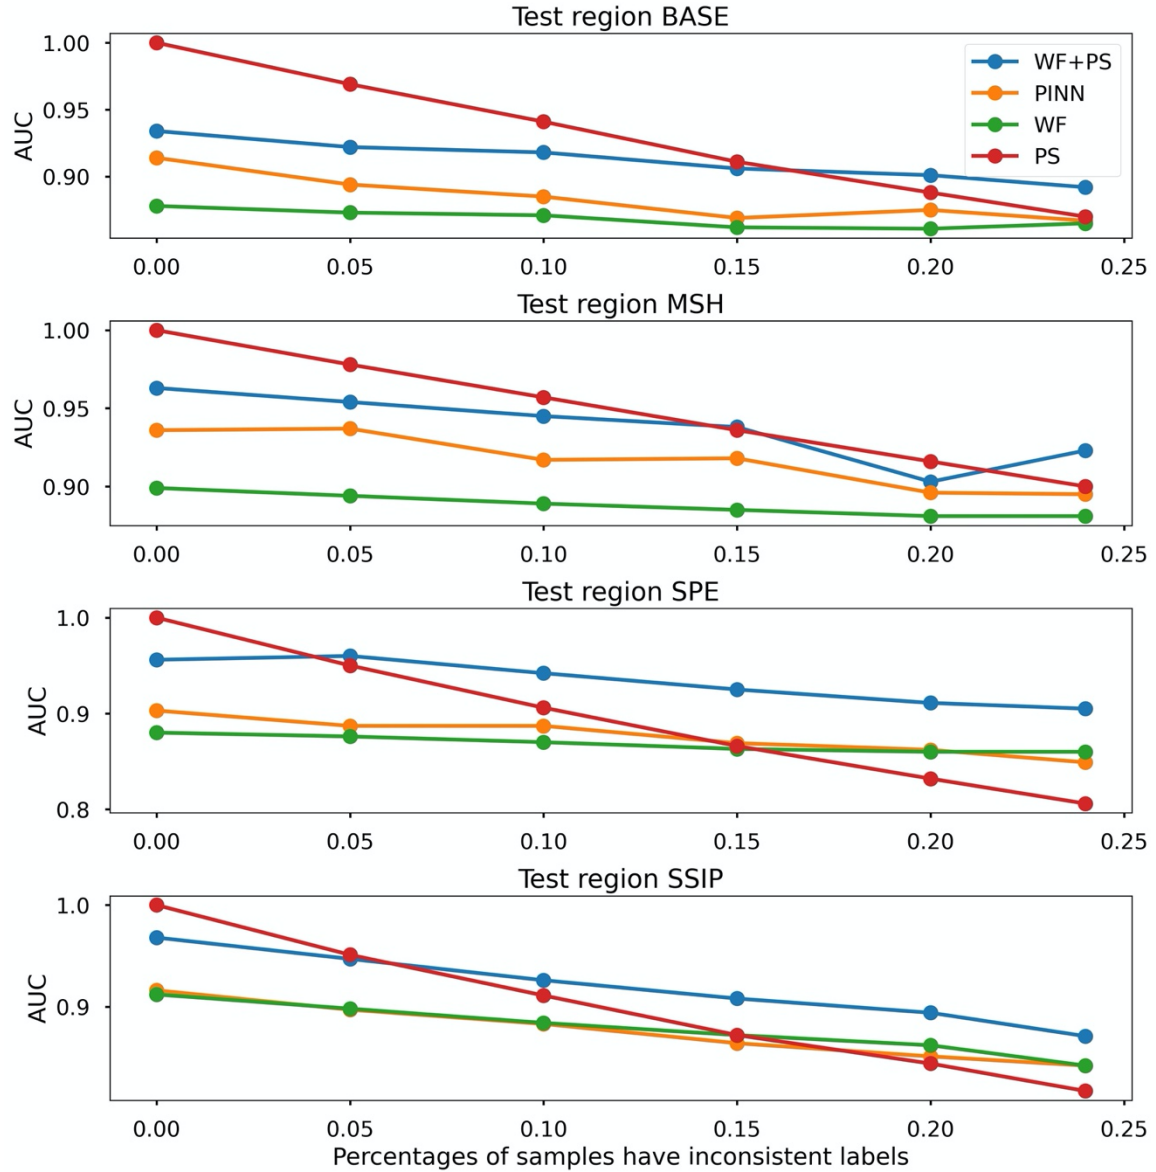 Test region BASE
1.00
0.95
0.90
AUC
WF+PS
PINN
WF
PS
0.00 0.05 0.10 0.15 0.20 0.25
Test region MSH
1.00
0.95
0.90
AUC
0.00 0.05 0.10 0.15 0.20 0.25
Test region SPE
1.0
0.9
0.8
AUC
0.00 0.05 0.10 0.15 0.20 0.25
Test region SSIP
1.0
0.9
AUC
0.00 0.05 0.10 0.15 0.20 0.25
Percentages of samples have inconsistent labels